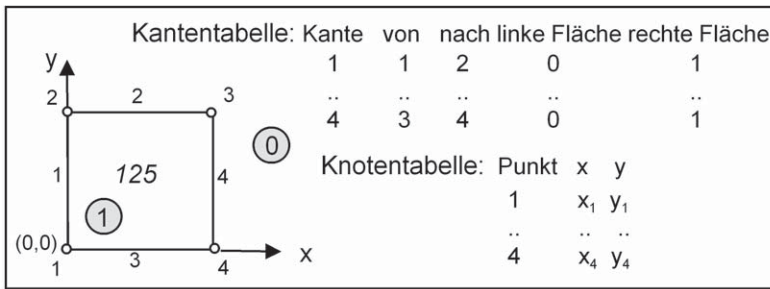 Kantentabelle: Kante von nach linke Fläche rechte Fläche
1 1 2 0 1
.. .. .. .. ..
4 3 4 0 1
Knotentabelle: Punkt x y
1 x₁ y₁
.. .. ..
4 x₄ y₄
y
2 2 3
0
1 125 4
1
(0,0) x
1 3 4